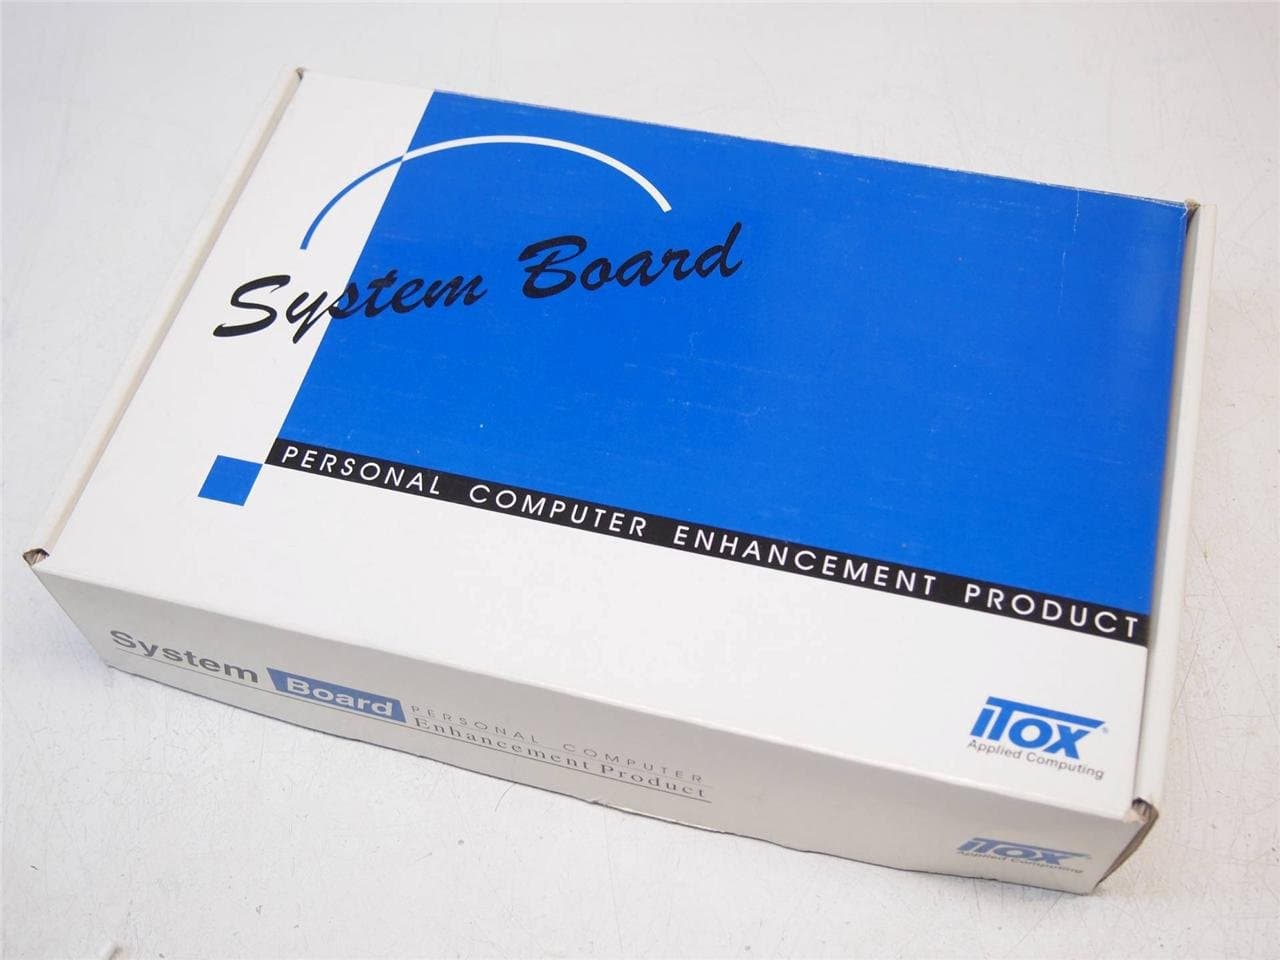 System Board
PERSONAL COMPUTER ENHANCEMENT PRODUCT
iTOX®
Applied Computing
System Board
PERSONAL COMPUTER
Enhancement Product
iTOX
Applied Computing